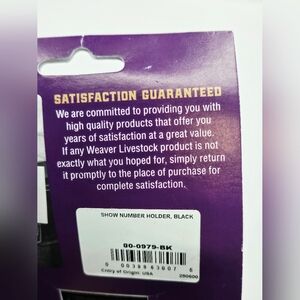 SATISFACTION GUARANTEED
We are committed to providing you with
high quality products that offer you
years of satisfaction at a great value.
If any Weaver Livestock product is not
exactly what you hoped for, simply return
it promptly to the place of purchase for
complete satisfaction.
SHOW NUMBER HOLDER, BLACK
00-0979-BK
Cntry of Origin: USA